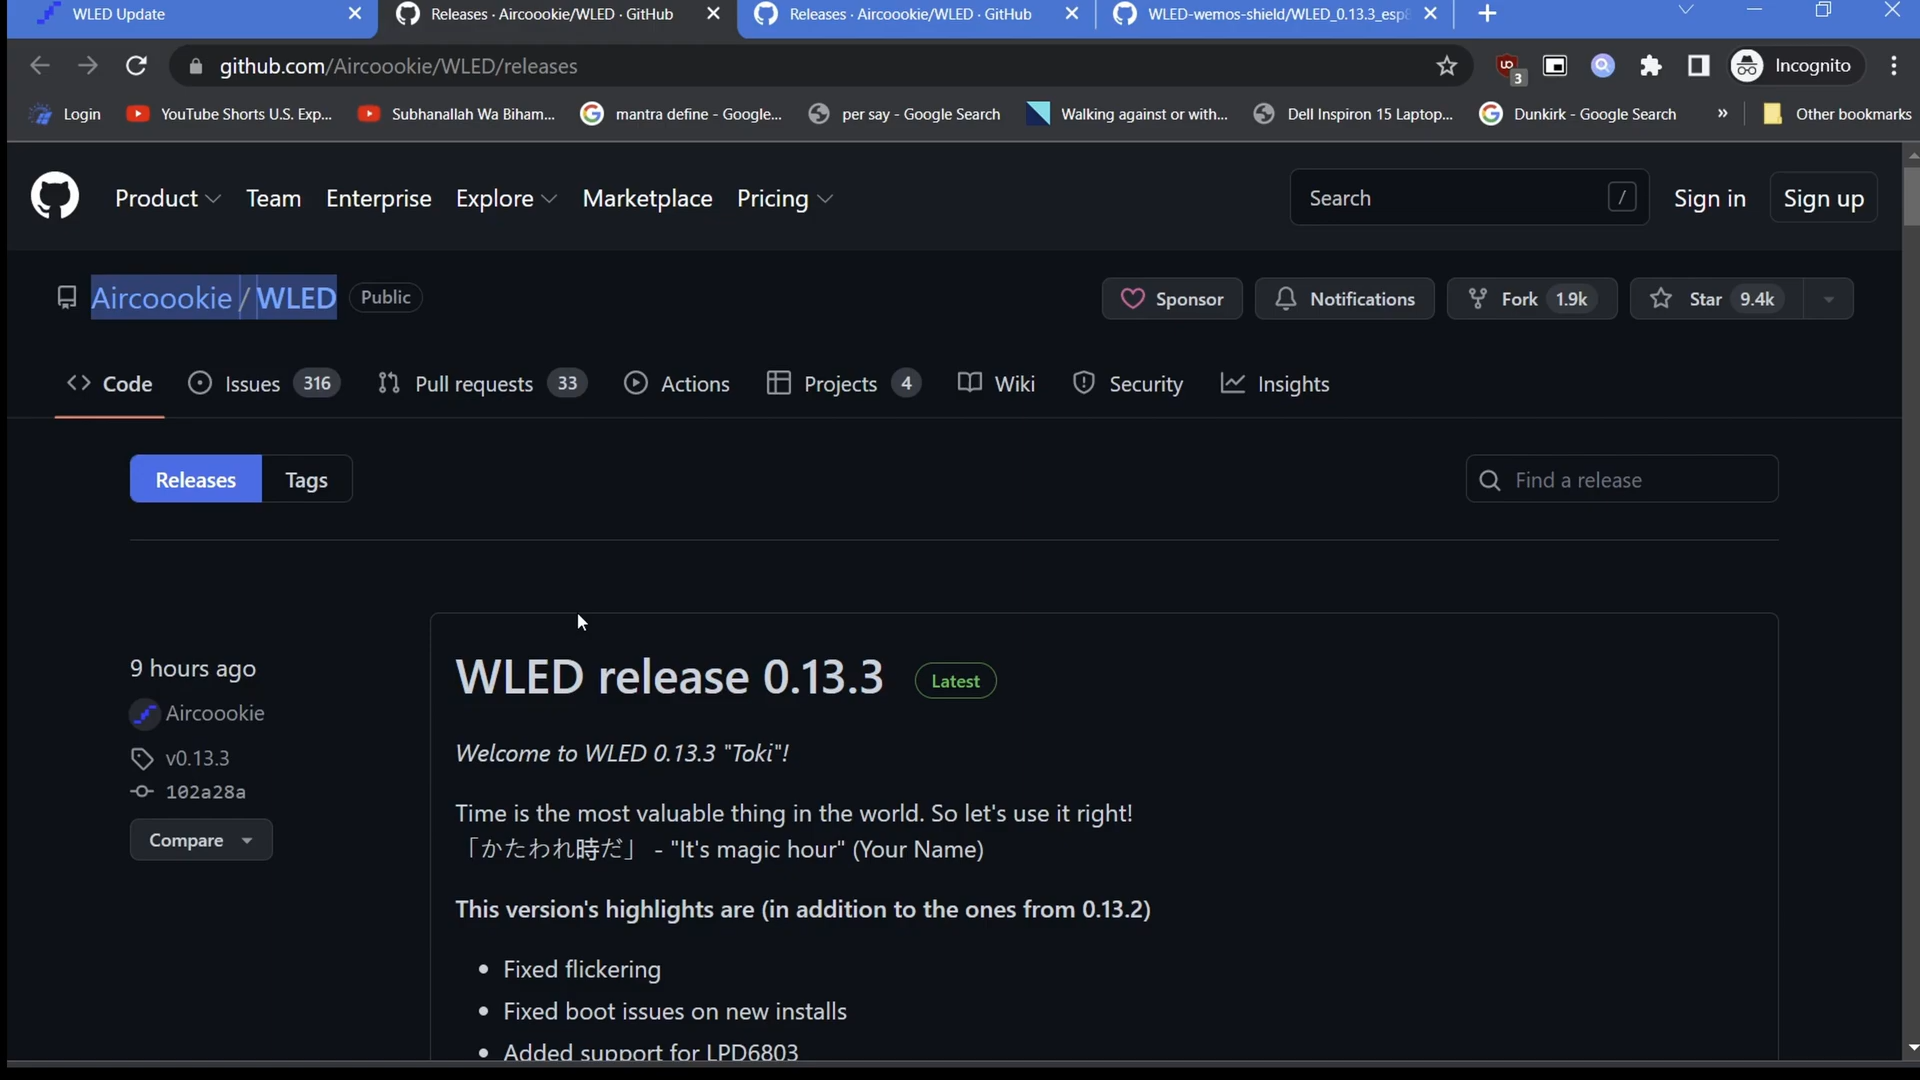 WLED Update
Releases · Aircoookie/WLED · GitHub
Releases · Aircoookie/WLED · GitHub
WLED-wemos-shield/WLED_0.13.3_esp8
github.com/Aircoookie/WLED/releases
3
Incognito
Login
YouTube Shorts U.S. Exp...
Subhanallah Wa Biham...
mantra define - Google...
per say - Google Search
Walking against or with...
Dell Inspiron 15 Laptop...
Dunkirk - Google Search
»
Other bookmarks
Product
Team
Enterprise
Explore
Marketplace
Pricing
Search /
Sign in
Sign up
Aircoookie / WLED
Public
Sponsor
Notifications
Fork 1.9k
Star 9.4k
Code
Issues 316
Pull requests 33
Actions
Projects 4
Wiki
Security
Insights
Releases
Tags
Find a release
9 hours ago
Aircoookie
v0.13.3
102a28a
Compare
WLED release 0.13.3
Latest
Welcome to WLED 0.13.3 "Toki"!
Time is the most valuable thing in the world. So let's use it right!
「かたわれ時だ」 - "It's magic hour" (Your Name)
This version's highlights are (in addition to the ones from 0.13.2)
• Fixed flickering
• Fixed boot issues on new installs
• Added support for LPD6803